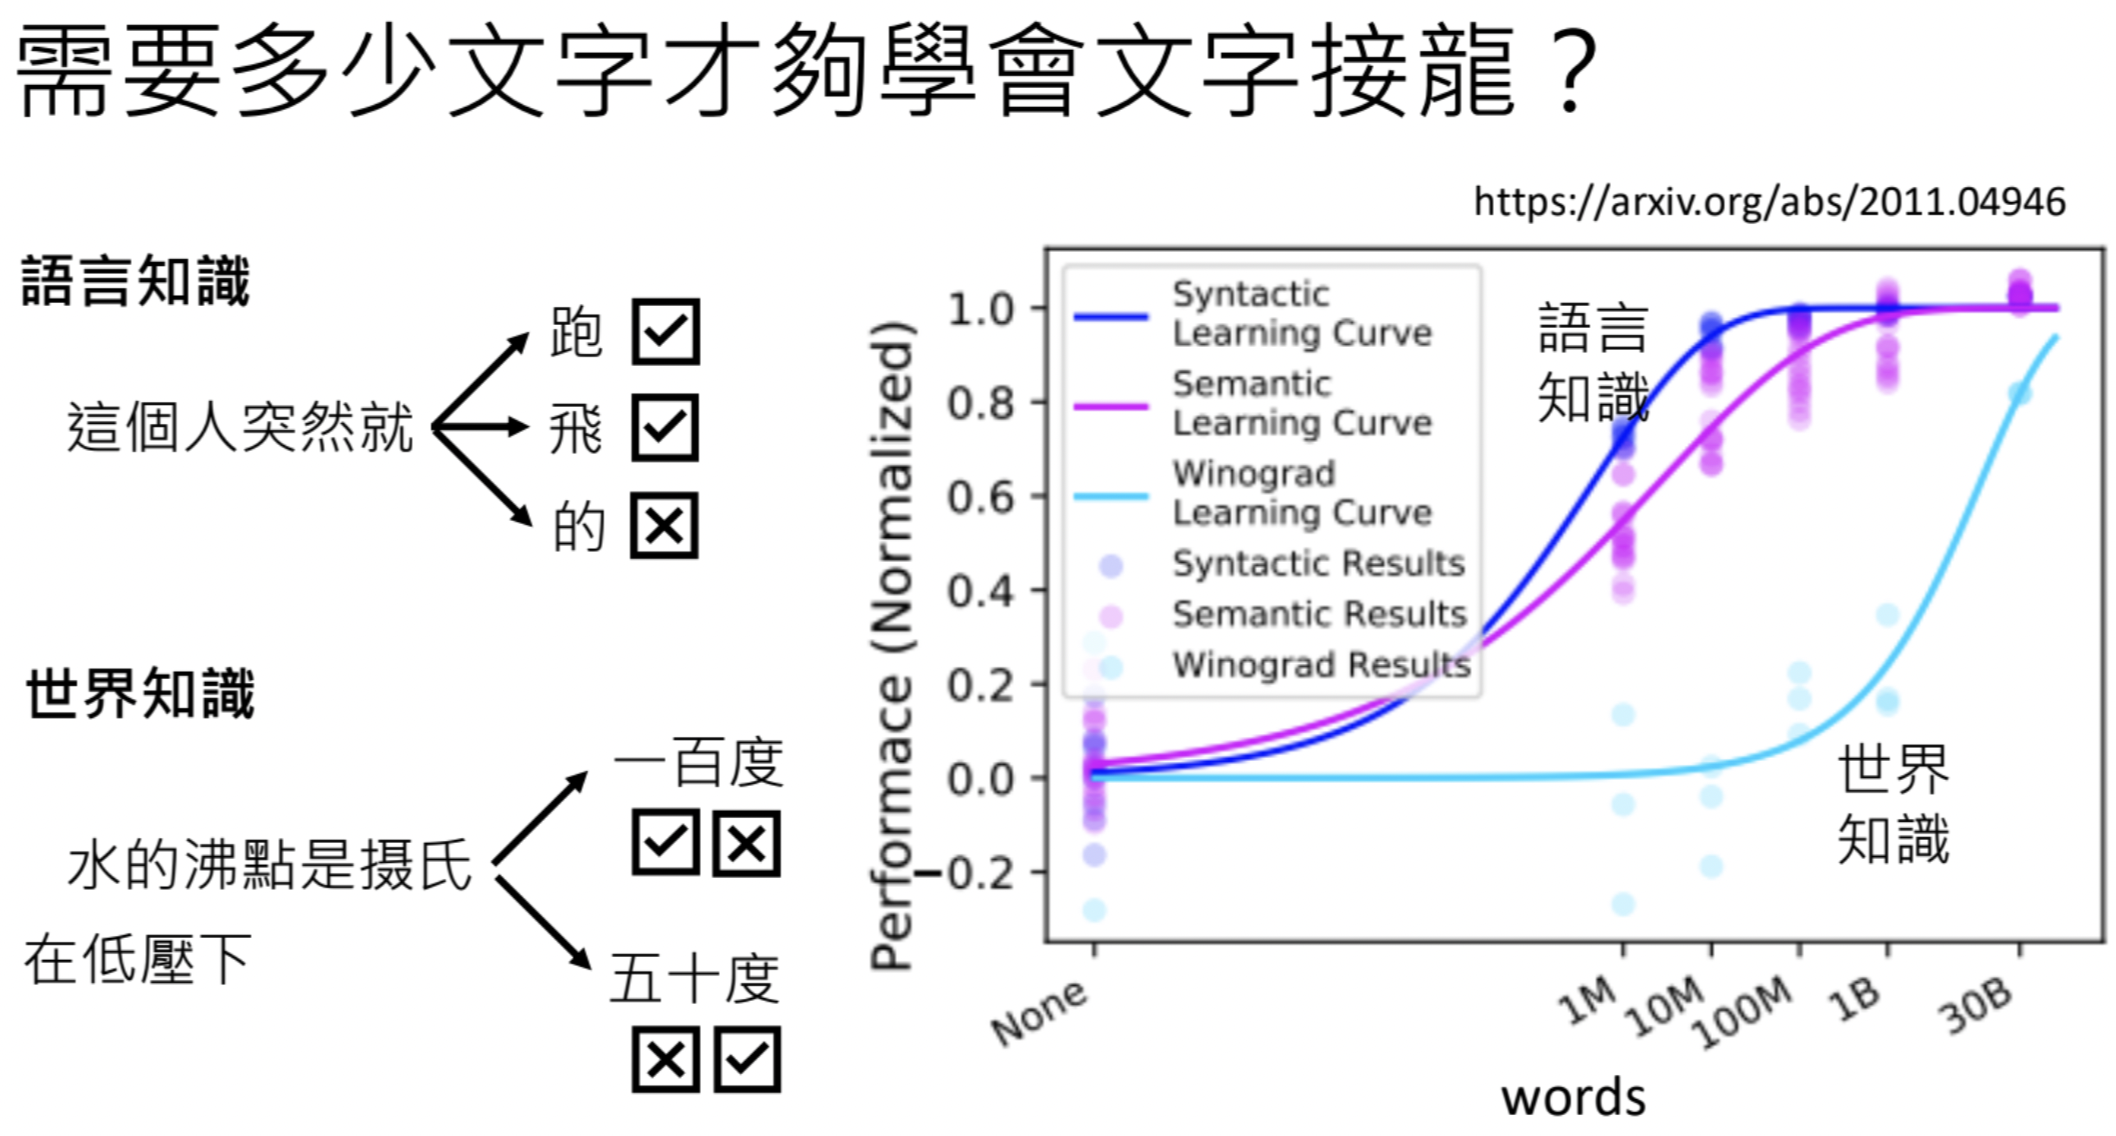 需要多少文字才夠學會文字接龍？
https://arxiv.org/abs/2011.04946
語言知識
這個人突然就
跑
飛
的
世界知識
水的沸點是摄氏
在低壓下
一百度
五十度
Performace (Normalized)
1.0
0.8
0.6
0.4
0.2
0.0
−0.2
Syntactic
Learning Curve
Semantic
Learning Curve
Winograd
Learning Curve
Syntactic Results
Semantic Results
Winograd Results
語言
知識
世界
知識
None
1M
10M
100M
1B
30B
words